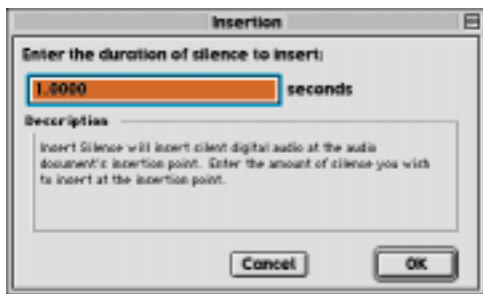 Insertion
Enter the duration of silence to insert:
1.0000 seconds
Description
Insert Silence will insert silent digital audio at the audio
document's insertion point. Enter the amount of silence you wish
to insert at the insertion point.
Cancel OK